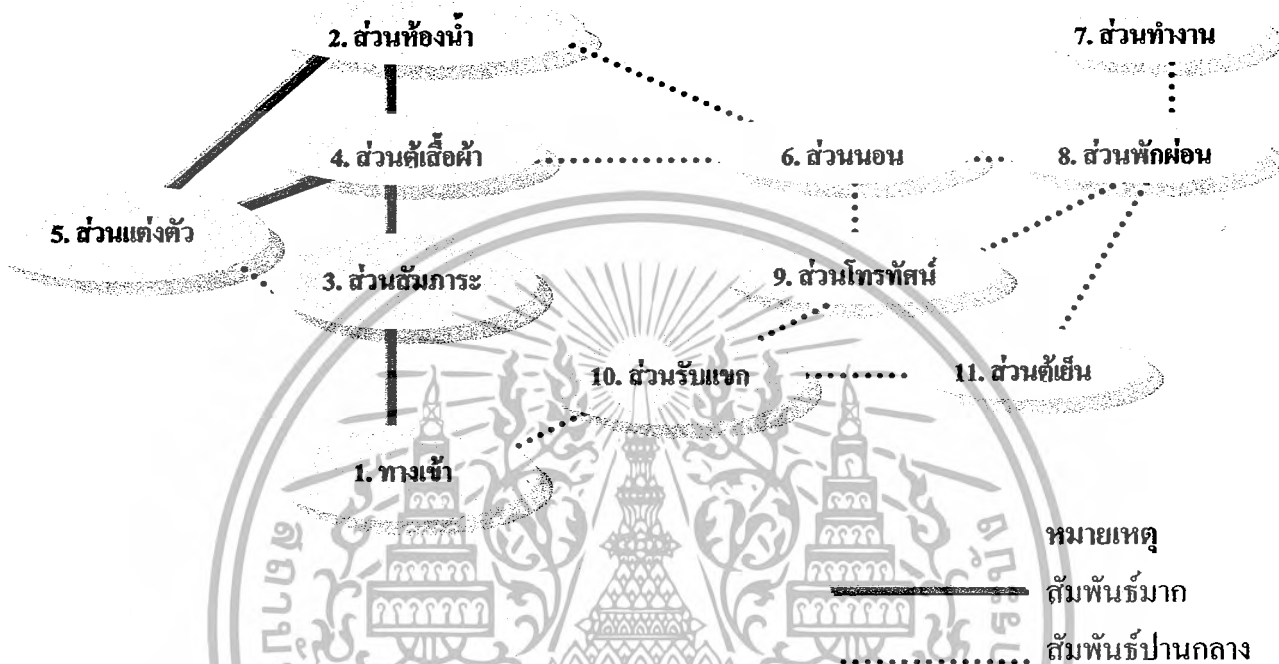 2. ส่วนห้องน้ำ
7. ส่วนทำงาน
4. ส่วนตู้เสื้อผ้า
6. ส่วนนอน
8. ส่วนพักผ่อน
5. ส่วนแต่งตัว
3. ส่วนสัมภาระ
9. ส่วนโทรทัศน์
10. ส่วนรับแขก
11. ส่วนตู้เย็น
1. ทางเข้า
หมายเหตุ
สัมพันธ์มาก
สัมพันธ์ปานกลาง